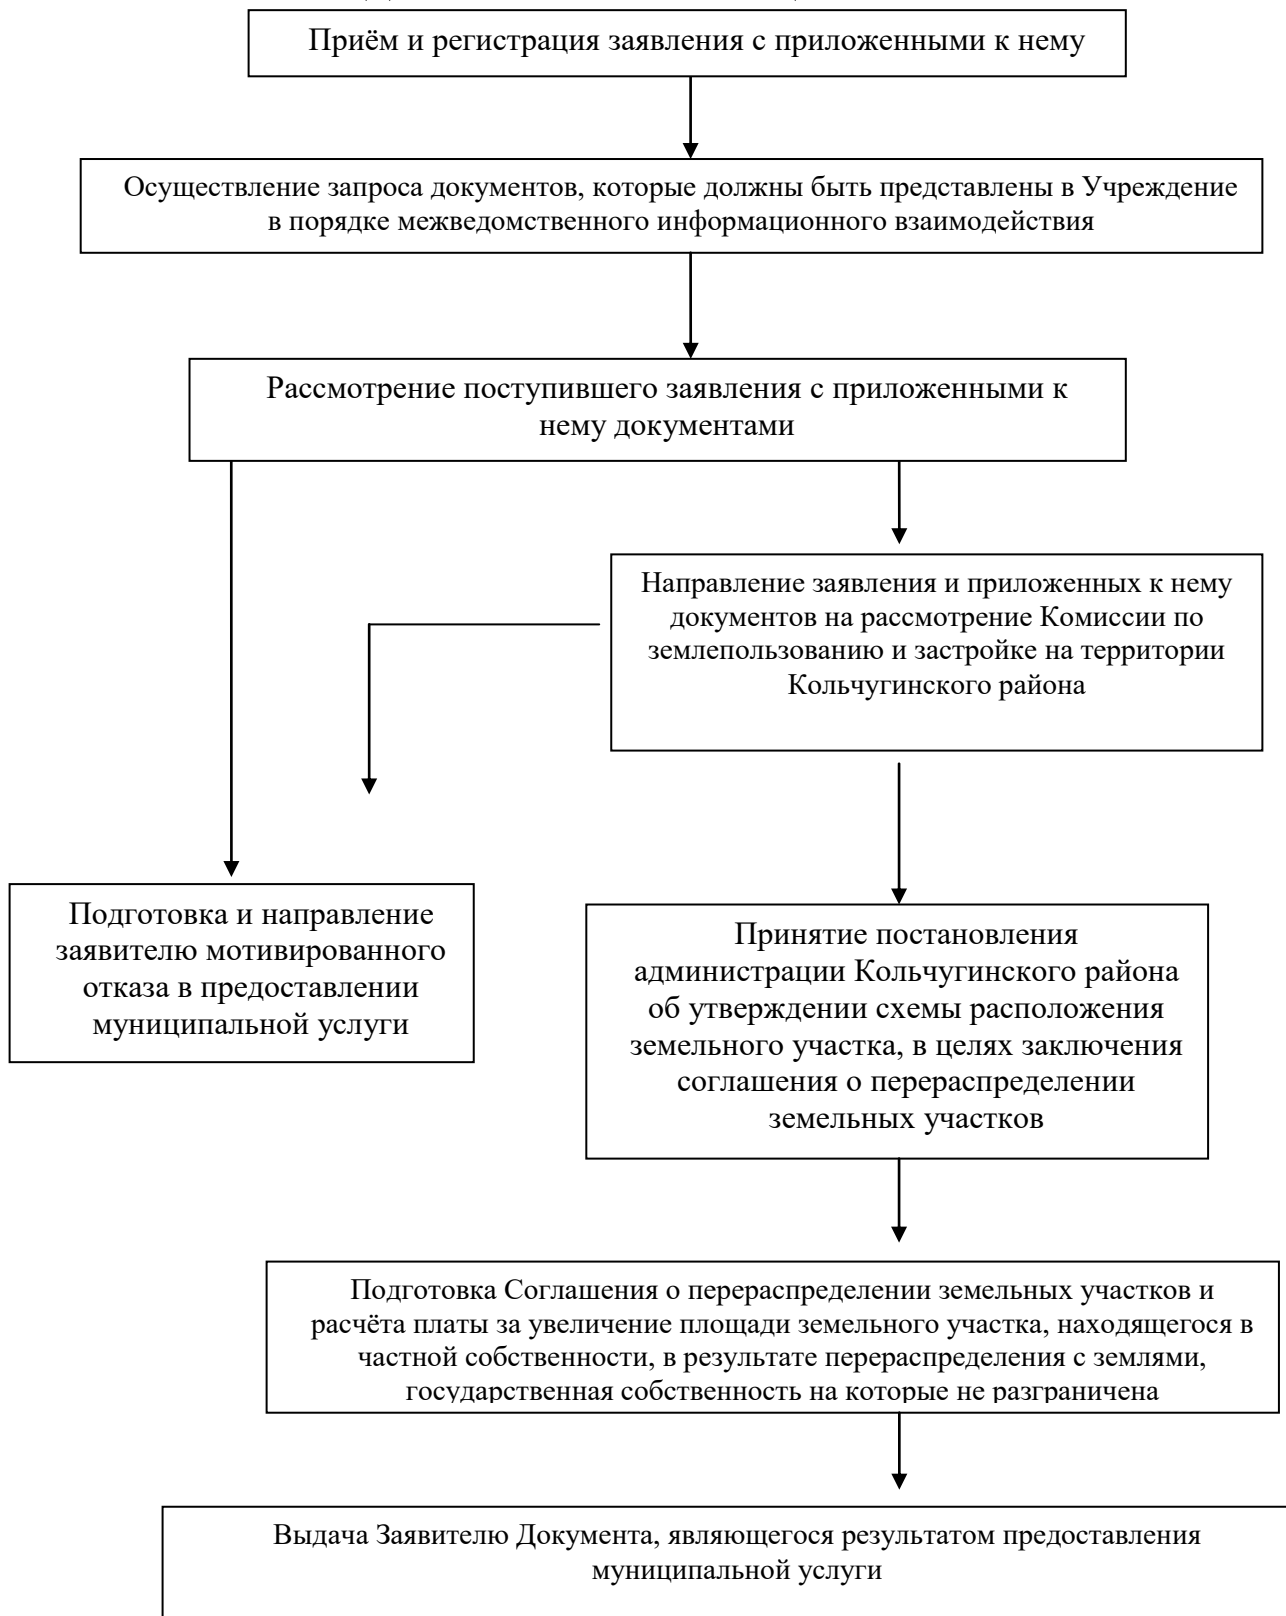 Приём и регистрация заявления с приложенными к нему
Осуществление запроса документов, которые должны быть представлены в Учреждение
в порядке межведомственного информационного взаимодействия
Рассмотрение поступившего заявления с приложенными к
нему документами
Направление заявления и приложенных к нему
документов на рассмотрение Комиссии по
землепользованию и застройке на территории
Кольчугинского района
Подготовка и направление
заявителю мотивированного
отказа в предоставлении
муниципальной услуги
Принятие постановления
администрации Кольчугинского района
об утверждении схемы расположения
земельного участка, в целях заключения
соглашения о перераспределении
земельных участков
Подготовка Соглашения о перераспределении земельных участков и
расчёта платы за увеличение площади земельного участка, находящегося в
частной собственности, в результате перераспределения с землями,
государственная собственность на которые не разграничена
Выдача Заявителю Документа, являющегося результатом предоставления
муниципальной услуги